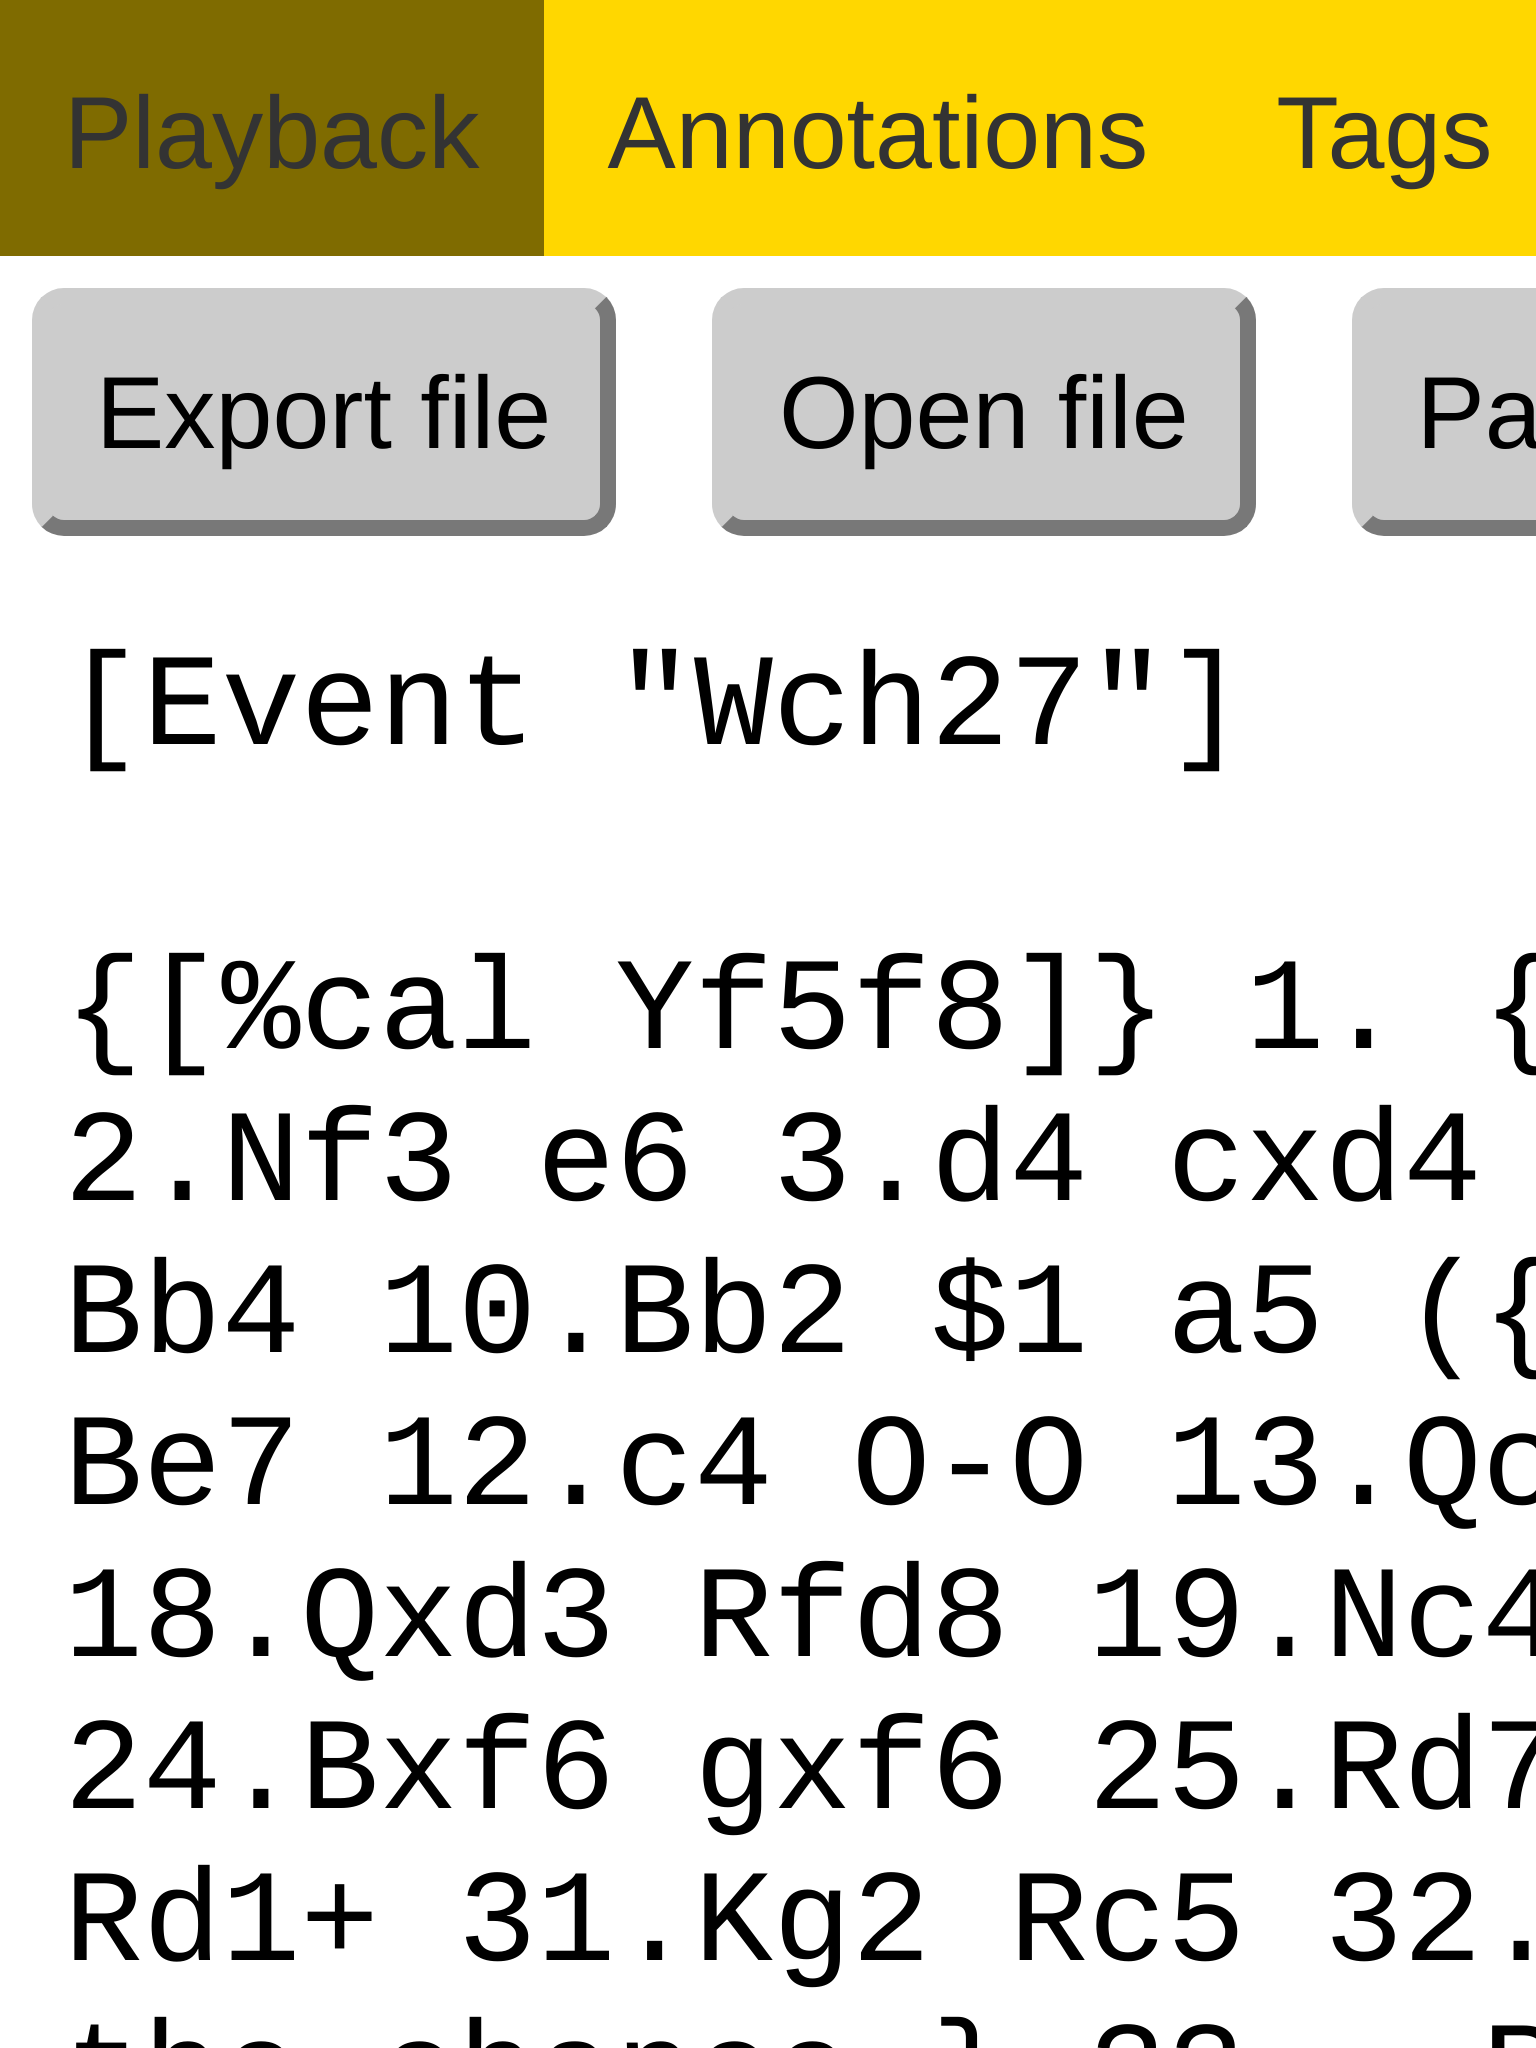 Playback Annotations Tags
Export file Open file Pa
[Event "Wch27"]
{[%cal Yf5f8]} 1. {
2.Nf3 e6 3.d4 cxd4
Bb4 10.Bb2 $1 a5 ({
Be7 12.c4 O-O 13.Qc
18.Qxd3 Rfd8 19.Nc4
24.Bxf6 gxf6 25.Rd7
Rd1+ 31.Kg2 Rc5 32.